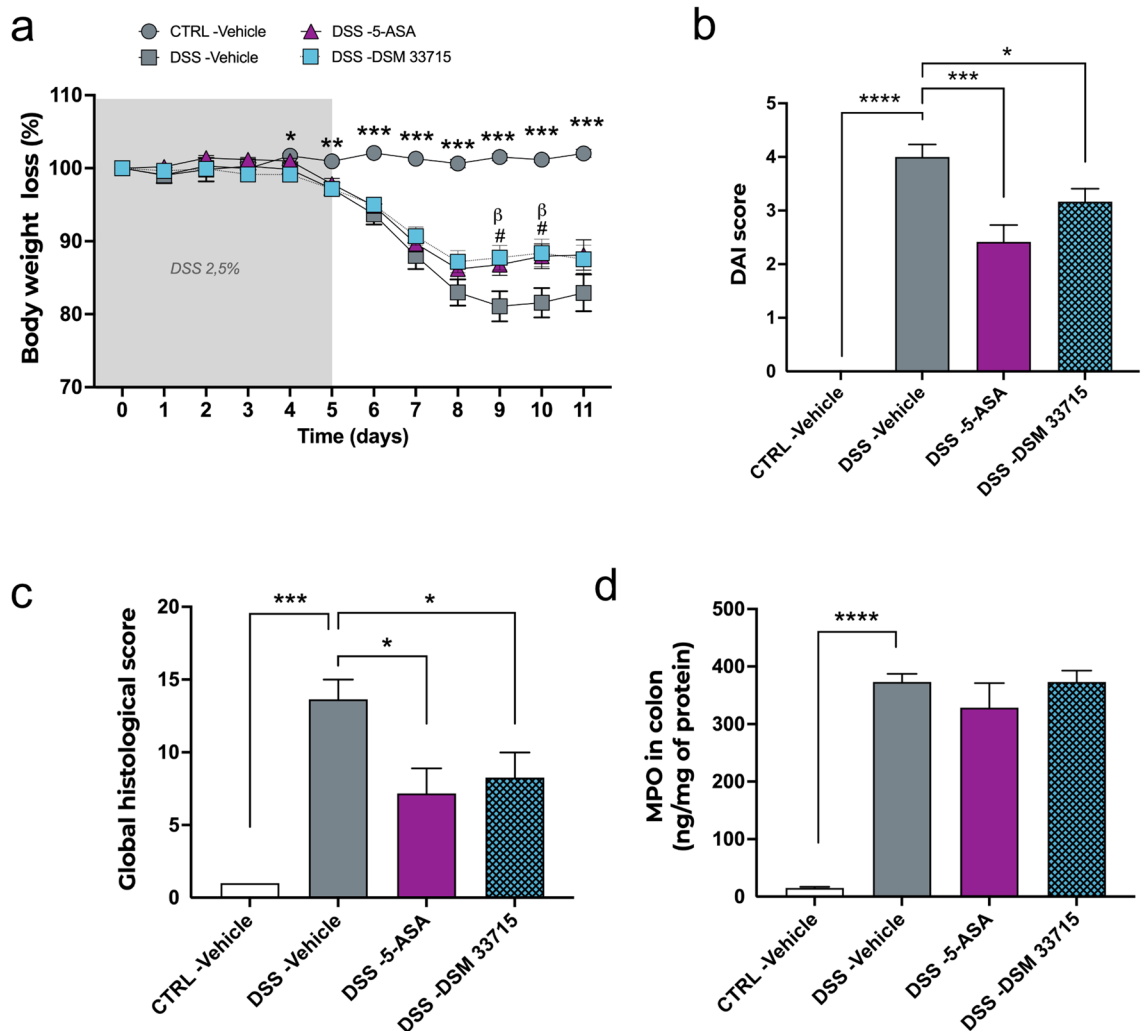 a
CTRL -Vehicle
DSS -5-ASA
DSS -Vehicle
DSS -DSM 33715
Body weight loss (%)
110
100
90
80
70
* ** *** *** *** *** *** ***
β β
# #
DSS 2,5%
0 1 2 3 4 5 6 7 8 9 10 11
Time (days)
b
DAI score
5
4
3
2
1
0
*
***
****
CTRL -Vehicle
DSS -Vehicle
DSS -5-ASA
DSS -DSM 33715
c
Global histological score
20
15
10
5
0
***
*
*
CTRL -Vehicle
DSS -Vehicle
DSS -5-ASA
DSS -DSM 33715
d
MPO in colon
(ng/mg of protein)
500
400
300
200
100
0
****
CTRL -Vehicle
DSS -Vehicle
DSS -5-ASA
DSS -DSM 33715